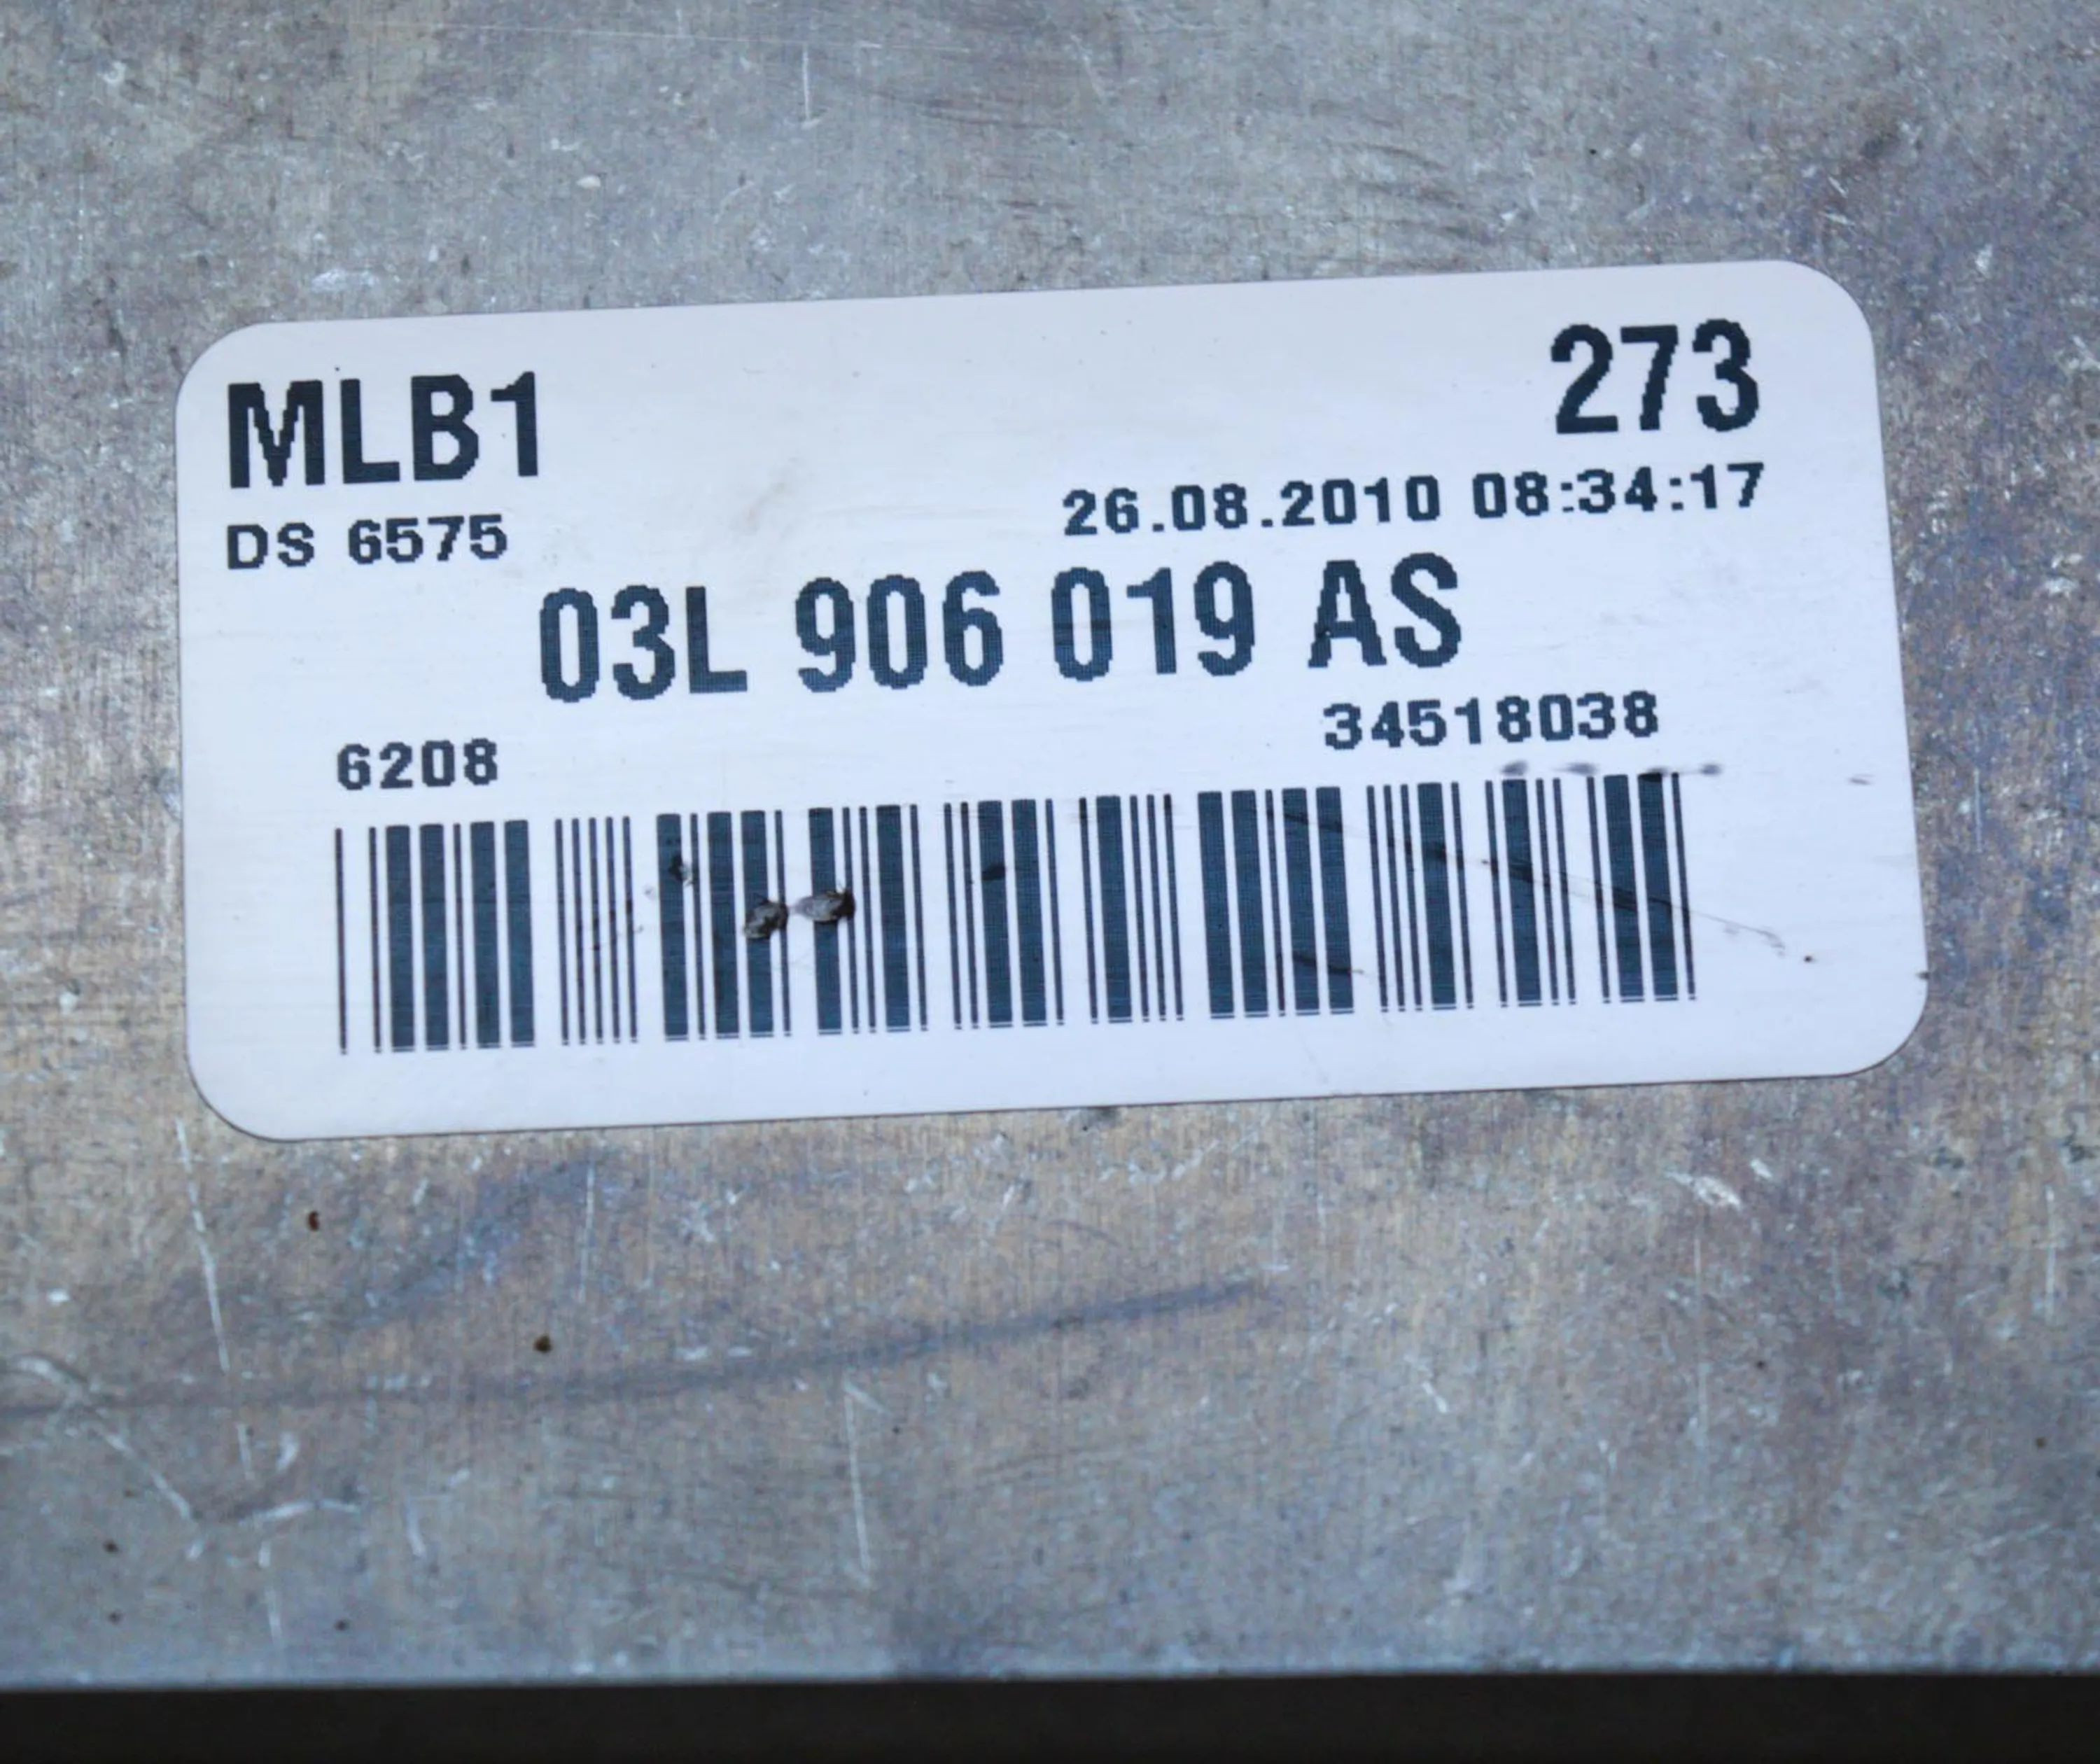 MLB1 273
DS 6575 26.08.2010 08:34:17
03L 906 019 AS
6208 34518038